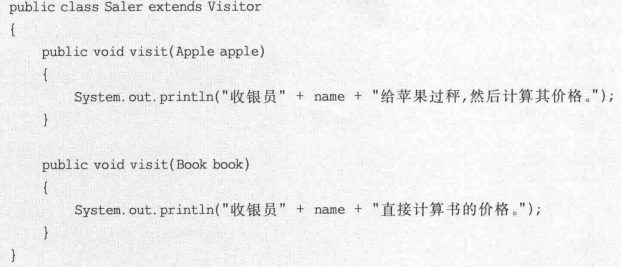 public class Saler extends Visitor
{
    public void visit(Apple apple)
    {
        System.out.println("收银员" + name + "给苹果过秤,然后计算其价格。");
    }

    public void visit(Book book)
    {
        System.out.println("收银员" + name + "直接计算书的价格。");
    }
}